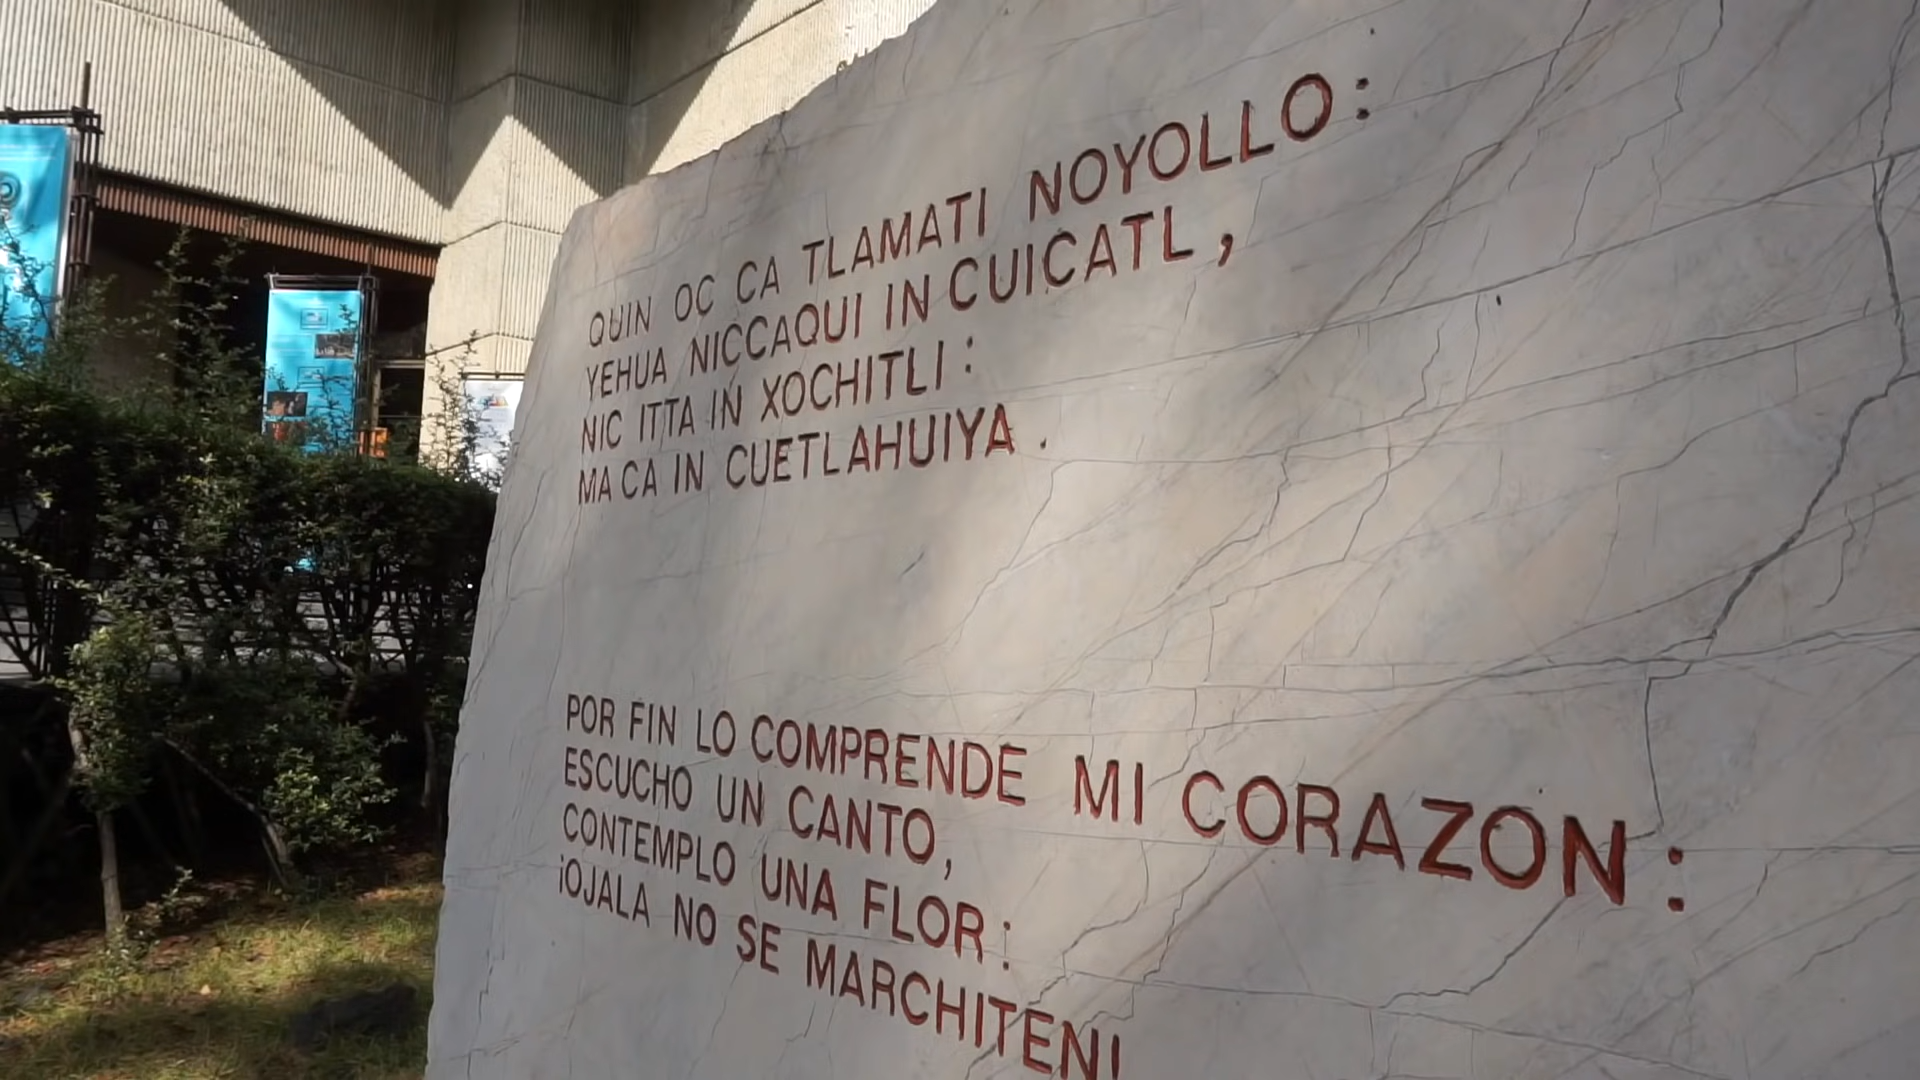 QUIN OC CA TLAMATI NOYOLLO:
YEHUA NICCAQUI IN CUICATL,
NIC ITTA IN XOCHITLI:
MA CA IN CUETLAHUIYA.
POR FIN LO COMPRENDE MI CORAZON:
ESCUCHO UN CANTO,
CONTEMPLO UNA FLOR:
¡OJALA NO SE MARCHITEN!